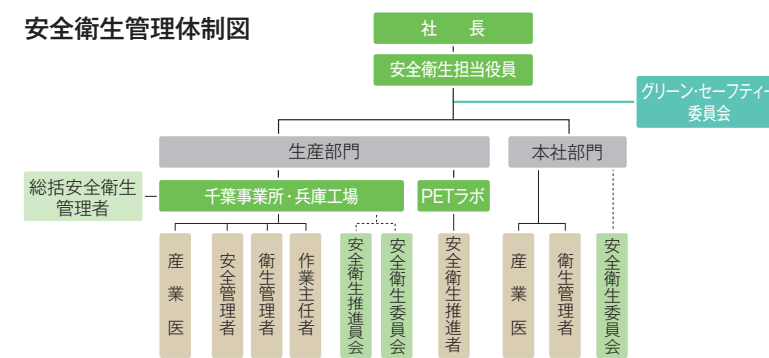 安全衛生管理体制図
社 長
安全衛生担当役員
グリーン・セーフティー
委員会
生産部門
本社部門
総括安全衛生
管理者
千葉事業所・兵庫工場
PETラボ
産業医
安全管理者
衛生管理者
作業主任者
安全衛生推進員会
安全衛生委員会
安全衛生推進者
産業医
衛生管理者
安全衛生委員会